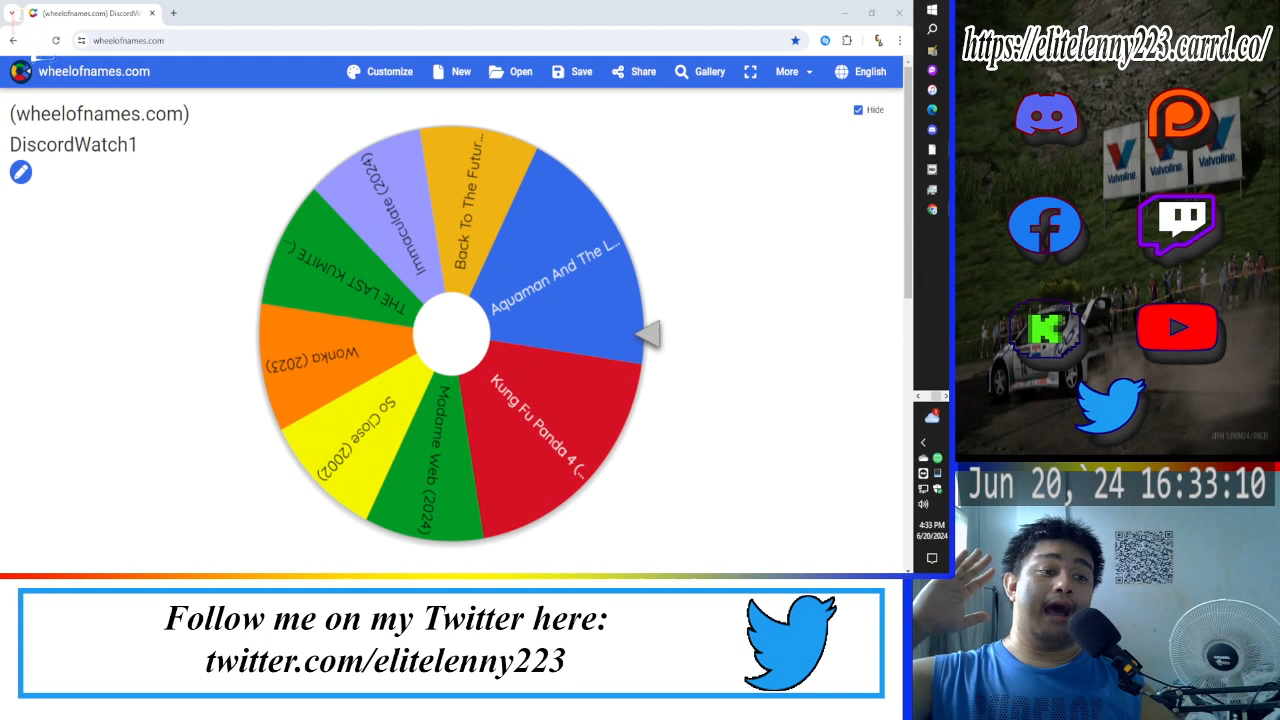 (wheelofnames.com) DiscordW
wheelofnames.com
wheelofnames.com
Customize
New
Open
Save
Share
Gallery
More
English
(wheelofnames.com)
DiscordWatch1
Hide
Back To The Futur...
Aquaman And The L...
Kung Fu Panda 4 (...
Madame Web (2024)
So Close (2002)
Wonka (2023)
THE LAST KUMITE (...
Immaculate (2024)
4:33 PM
6/20/2024
https://elitelenny223.carrd.co/
Valvoline
Valvoline
Valvoline
Jun 20, `24 16:33:10
Follow me on my Twitter here:
twitter.com/elitelenny223